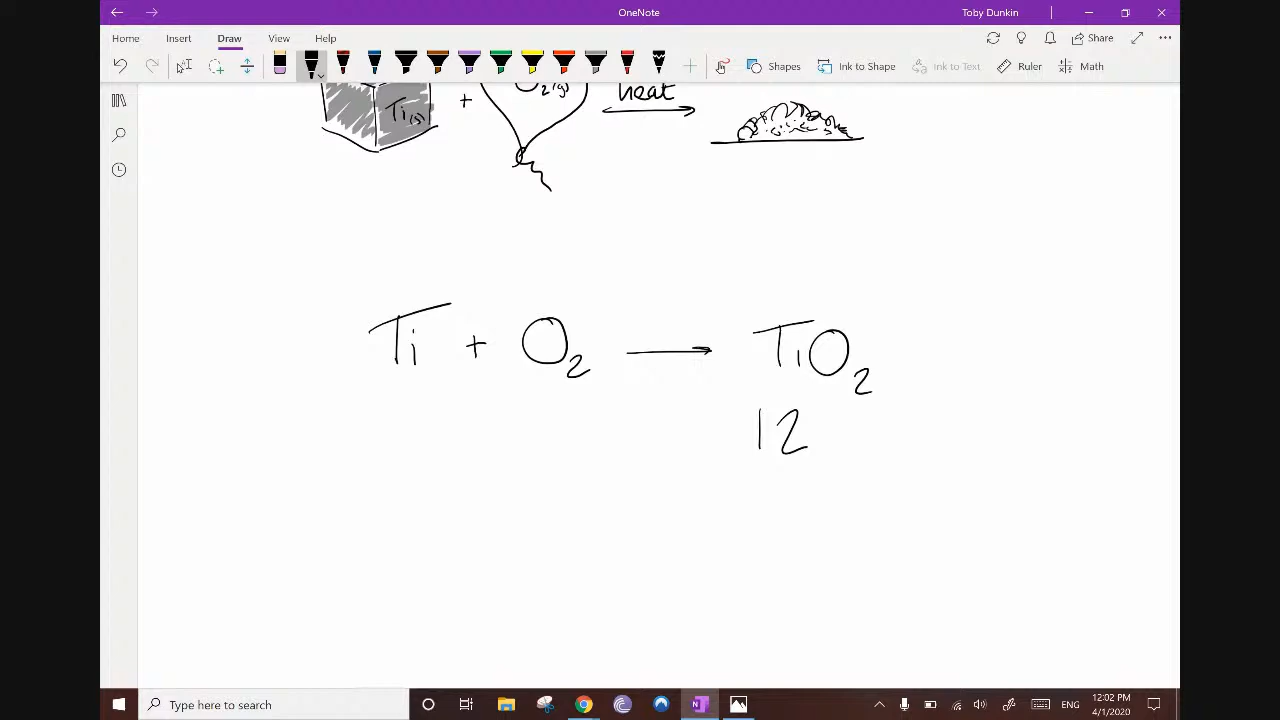 OneNote
Toby Dunkin
Home Insert Draw View Help
Share
Shapes Ink to Shape Ink to Text Ruler Math
Ti(s) + O2(g) heat
Ti + O2 → TiO2
12
Type here to search
ENG
12:02 PM
4/1/2020